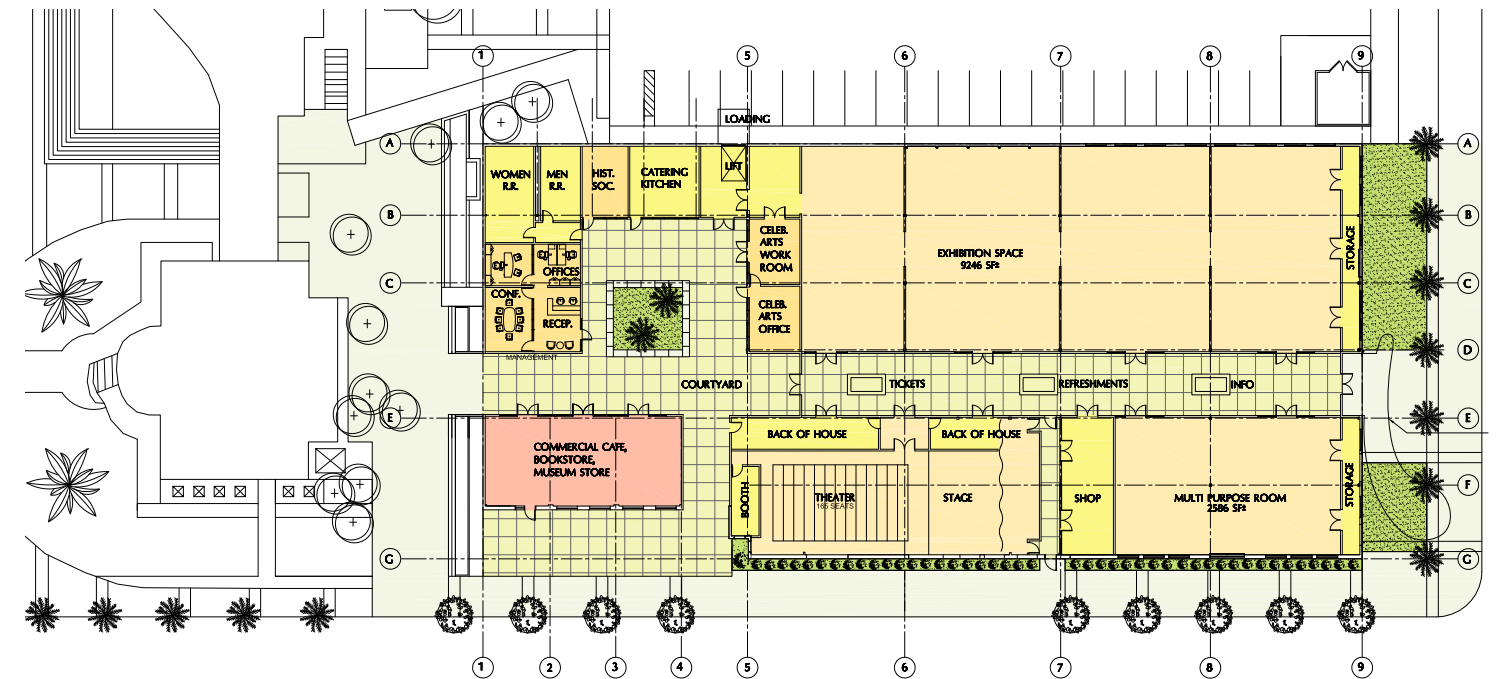 1
5
6
7
8
9
LOADING
A
A
WOMEN
R.R.
MEN
R.R.
HIST.
SOC.
CATERING
KITCHEN
LIFT
B
B
CELEB.
ARTS
WORK
ROOM
EXHIBITION SPACE
9246 SF±
STORAGE
OFFICES
C
C
CONF.
CELEB.
ARTS
OFFICE
RECEP.
MANAGEMENT
D
COURTYARD
TICKETS
REFRESHMENTS
INFO
E
E
BACK OF HOUSE
BACK OF HOUSE
COMMERCIAL CAFE,
BOOKSTORE,
MUSEUM STORE
BOOTH
THEATER
165 SEATS
STAGE
SHOP
MULTI PURPOSE ROOM
2586 SF±
STORAGE
F
G
G
1
2
3
4
5
6
7
8
9